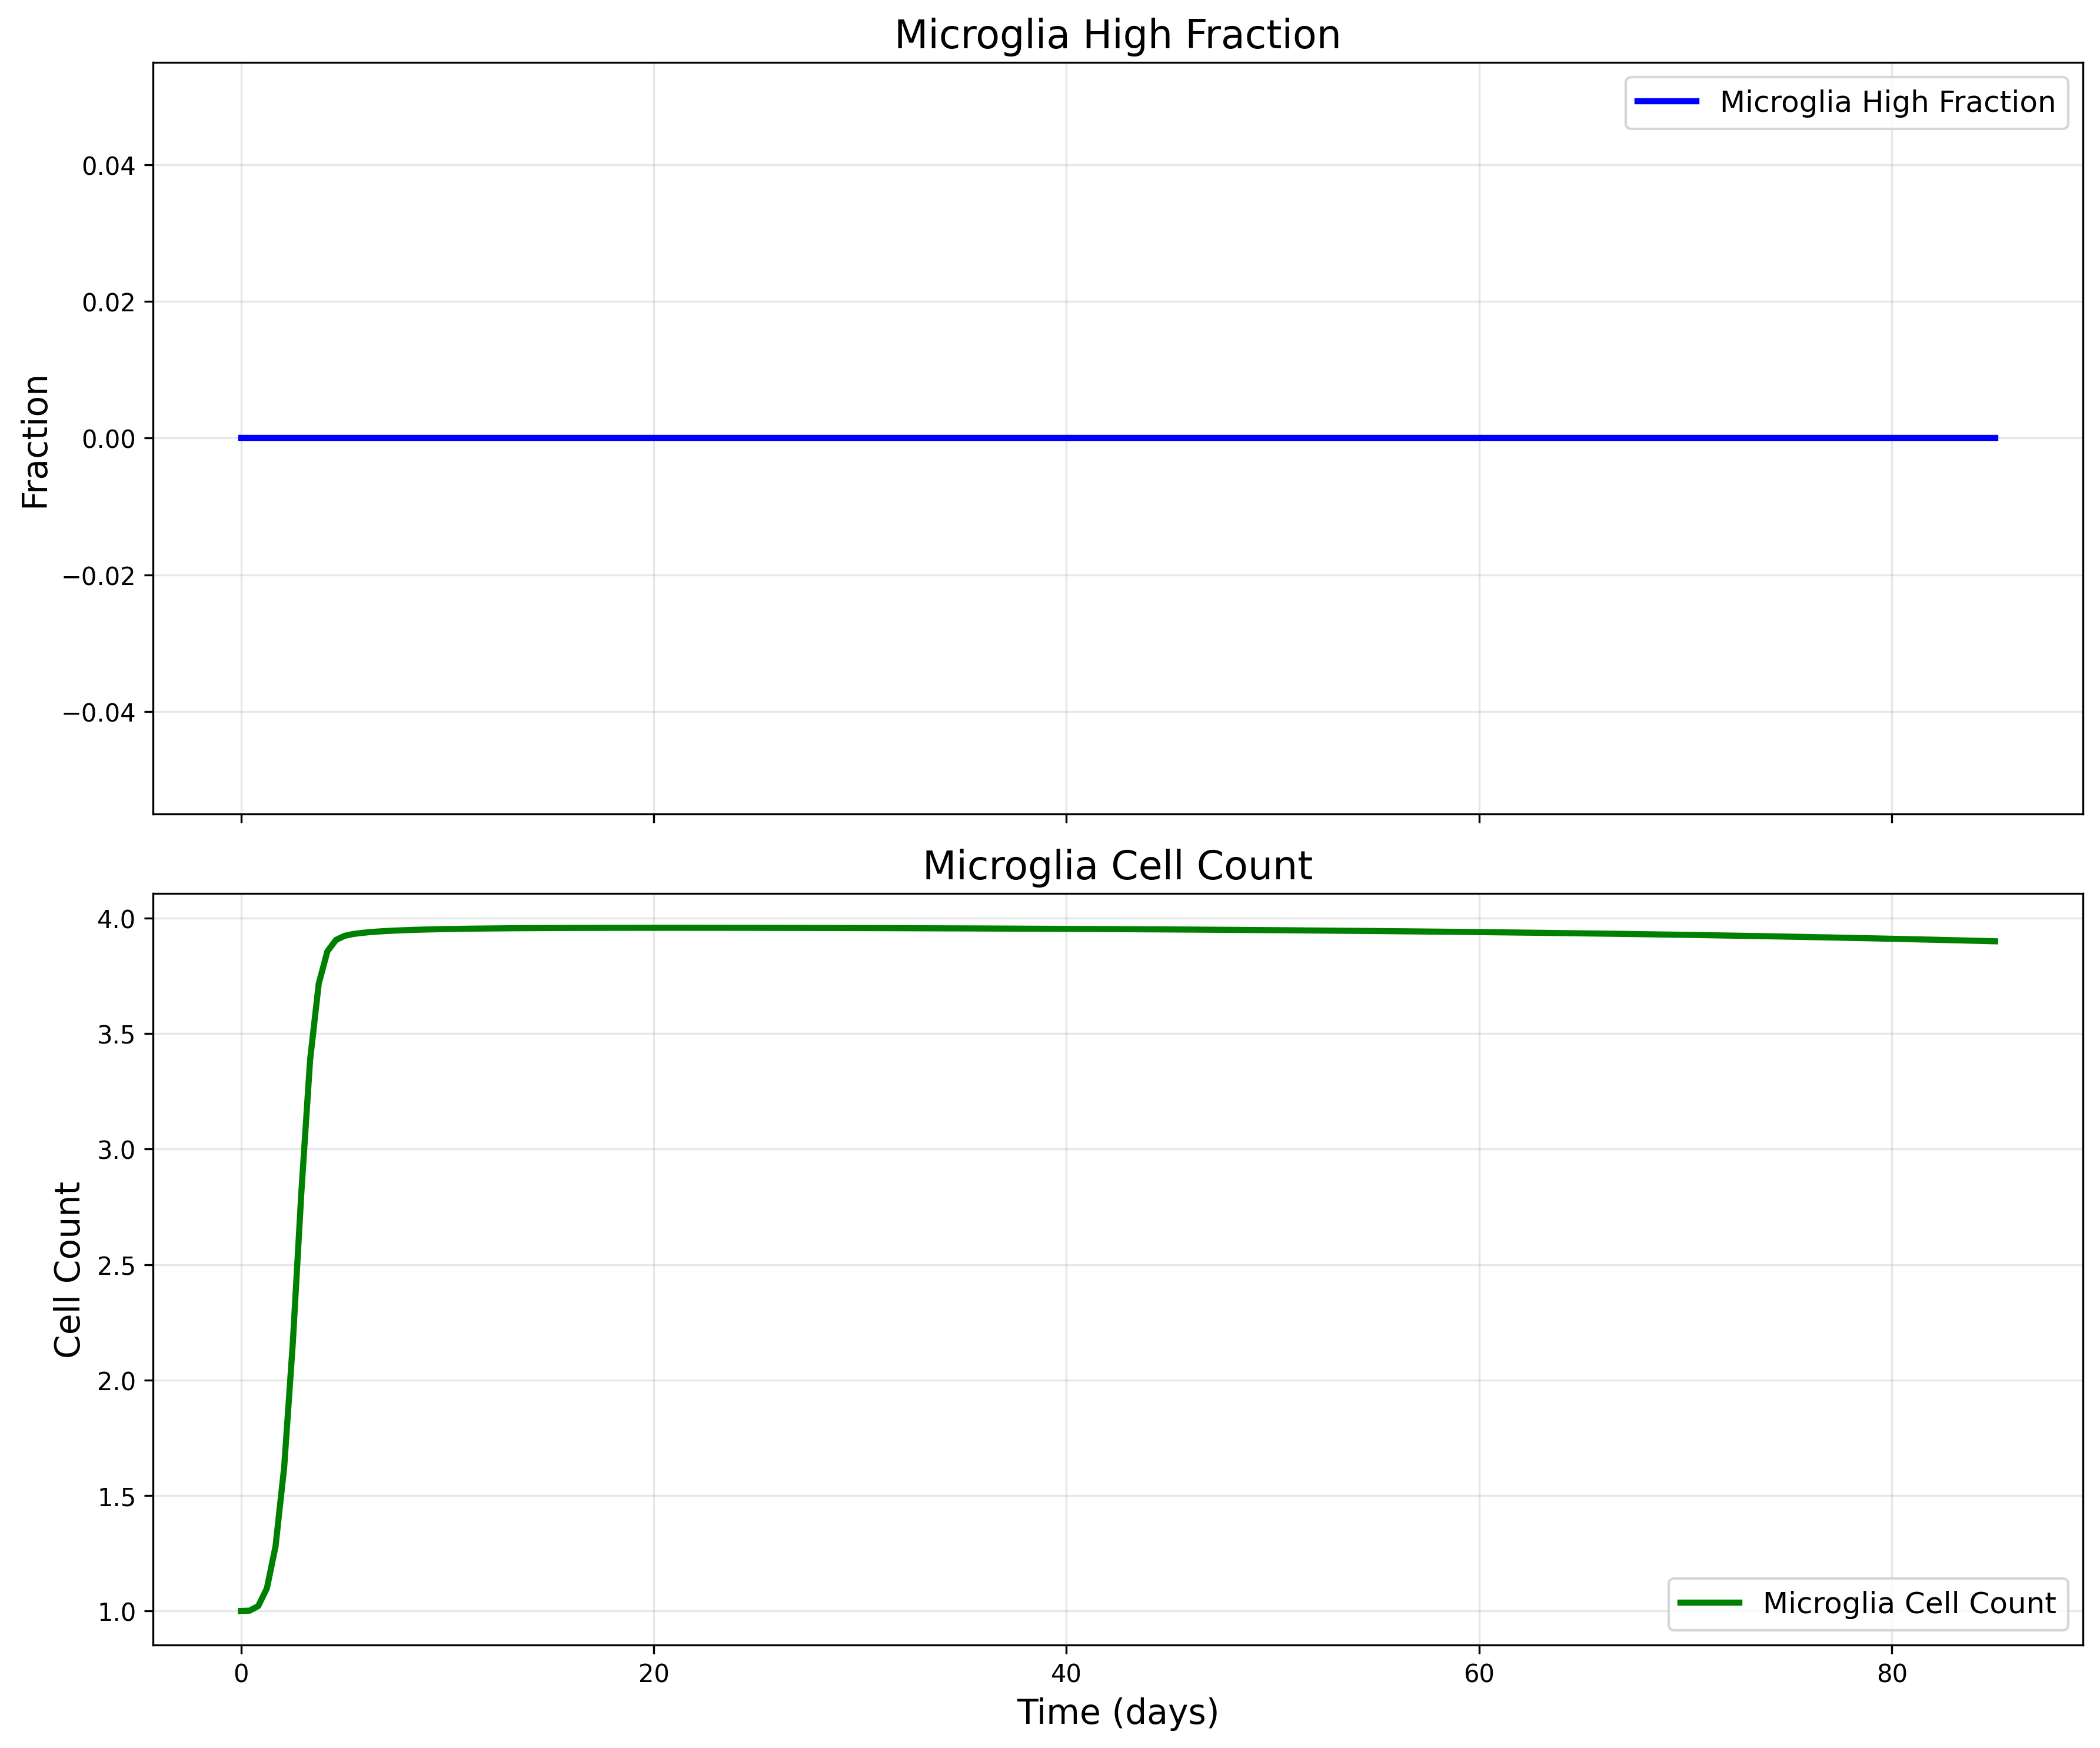 Microglia High Fraction
Microglia High Fraction
Fraction
0.04
0.02
0.00
−0.02
−0.04
Microglia Cell Count
Cell Count
4.0
3.5
3.0
2.5
2.0
1.5
1.0
Microglia Cell Count
0 20 40 60 80
Time (days)